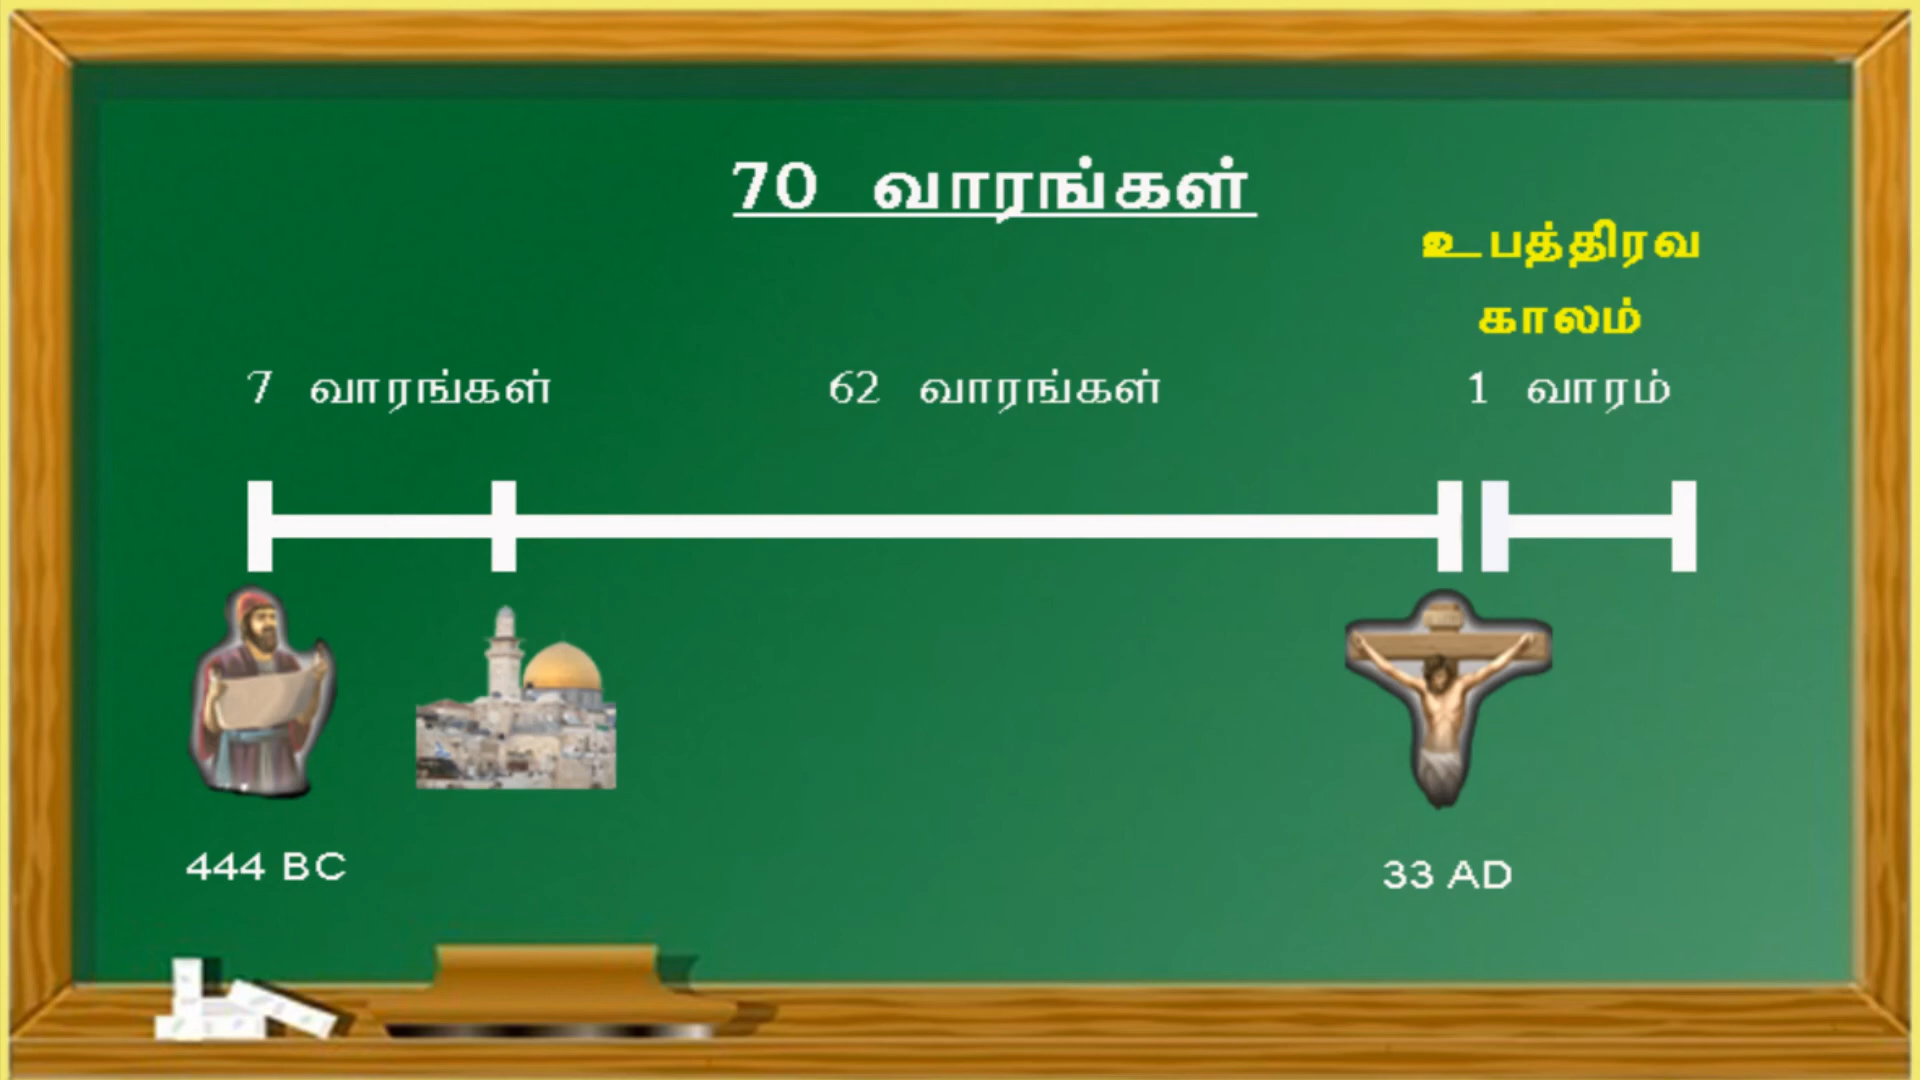 70 வாரங்கள்
உபத்திரவ
காலம்
7 வாரங்கள்
62 வாரங்கள்
1 வாரம்
444 BC
33 AD